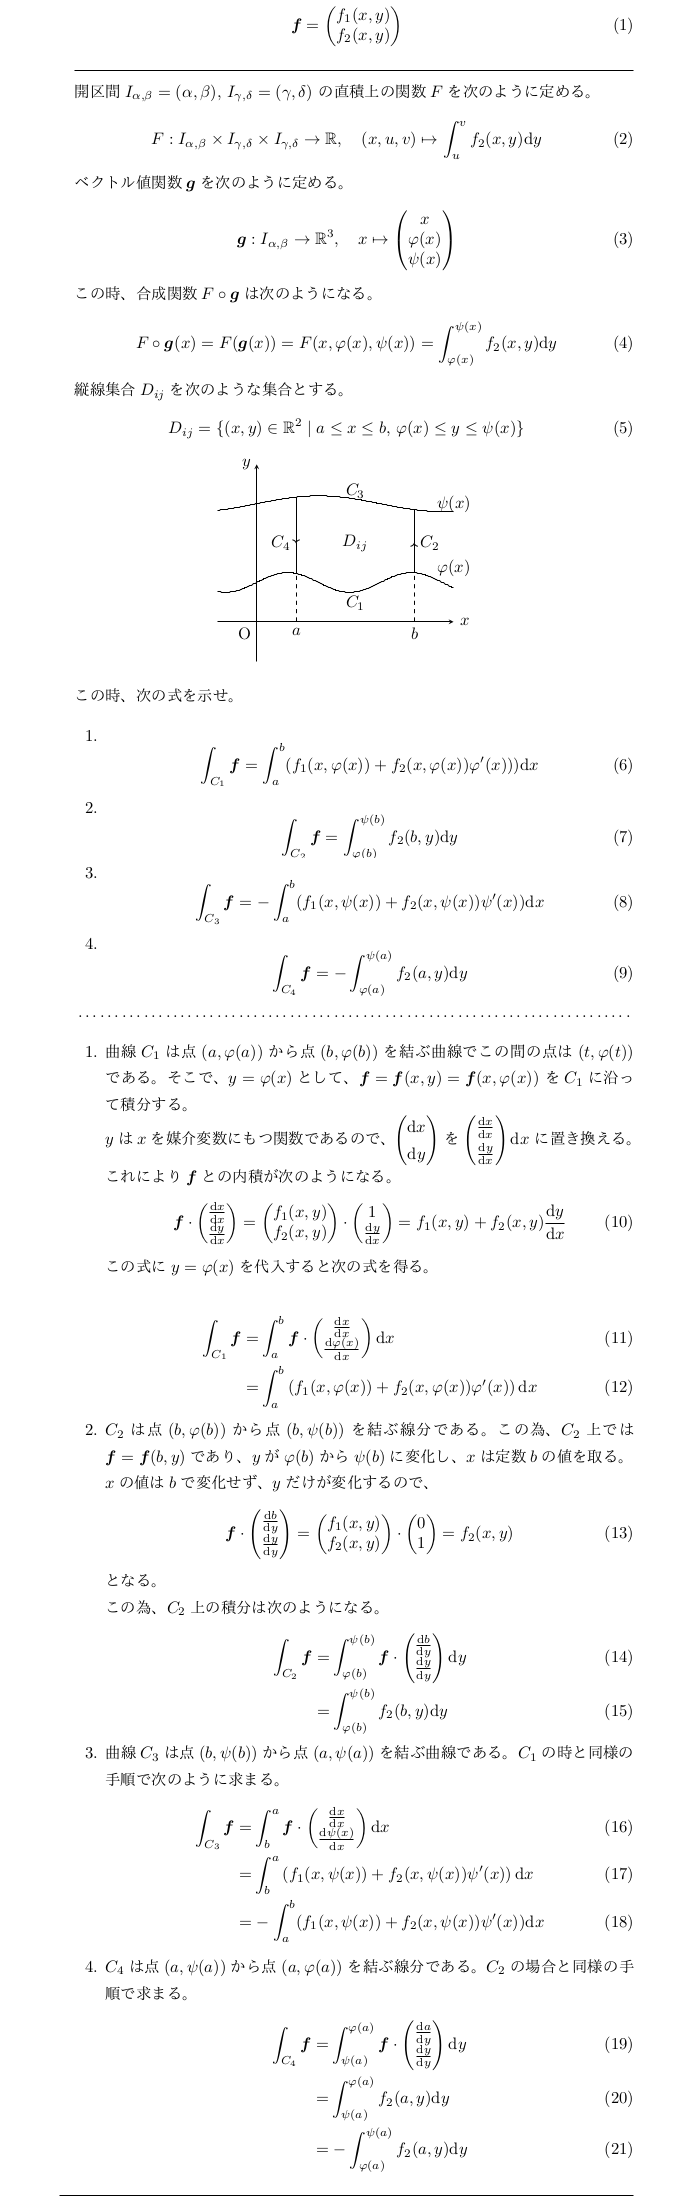 $\boldsymbol{f} = \begin{pmatrix} f_1(x,y) \\ f_2(x,y) \end{pmatrix}$ (1)
開区間 $I_{\alpha,\beta} = (\alpha,\beta)$, $I_{\gamma,\delta} = (\gamma,\delta)$ の直積上の関数 $F$ を次のように定める。
$F : I_{\alpha,\beta} \times I_{\gamma,\delta} \times I_{\gamma,\delta} \to \mathbb{R}, \quad (x,u,v) \mapsto \int_u^v f_2(x,y)\mathrm{d}y$ (2)
ベクトル値関数 $\boldsymbol{g}$ を次のように定める。
$\boldsymbol{g} : I_{\alpha,\beta} \to \mathbb{R}^3, \quad x \mapsto \begin{pmatrix} x \\ \varphi(x) \\ \psi(x) \end{pmatrix}$ (3)
この時、合成関数 $F \circ \boldsymbol{g}$ は次のようになる。
$F \circ \boldsymbol{g}(x) = F(\boldsymbol{g}(x)) = F(x,\varphi(x),\psi(x)) = \int_{\varphi(x)}^{\psi(x)} f_2(x,y)\mathrm{d}y$ (4)
縦線集合 $D_{ij}$ を次のような集合とする。
$D_{ij} = \{(x,y) \in \mathbb{R}^2 \mid a \leq x \leq b, \varphi(x) \leq y \leq \psi(x)\}$ (5)
$y$
$C_3$
$\psi(x)$
$C_4$ $D_{ij}$ $C_2$
$\varphi(x)$
$C_1$
$x$
O $a$ $b$
この時、次の式を示せ。
1.
$\int_{C_1} \boldsymbol{f} = \int_a^b (f_1(x,\varphi(x)) + f_2(x,\varphi(x))\varphi'(x)))\mathrm{d}x$ (6)
2.
$\int_{C_2} \boldsymbol{f} = \int_{\varphi(b)}^{\psi(b)} f_2(b,y)\mathrm{d}y$ (7)
3.
$\int_{C_3} \boldsymbol{f} = -\int_a^b (f_1(x,\psi(x)) + f_2(x,\psi(x))\psi'(x))\mathrm{d}x$ (8)
4.
$\int_{C_4} \boldsymbol{f} = -\int_{\varphi(a)}^{\psi(a)} f_2(a,y)\mathrm{d}y$ (9)
1. 曲線 $C_1$ は点 $(a,\varphi(a))$ から点 $(b,\varphi(b))$ を結ぶ曲線でこの間の点は $(t,\varphi(t))$
である。そこで、$y = \varphi(x)$ として、$\boldsymbol{f} = \boldsymbol{f}(x,y) = \boldsymbol{f}(x,\varphi(x))$ を $C_1$ に沿っ
て積分する。
$y$ は $x$ を媒介変数にもつ関数であるので、$\begin{pmatrix} \mathrm{d}x \\ \mathrm{d}y \end{pmatrix}$ を $\begin{pmatrix} \frac{\mathrm{d}x}{\mathrm{d}x} \\ \frac{\mathrm{d}y}{\mathrm{d}x} \end{pmatrix} \mathrm{d}x$ に置き換える。
これにより $\boldsymbol{f}$ との内積が次のようになる。
$\boldsymbol{f} \cdot \begin{pmatrix} \frac{\mathrm{d}x}{\mathrm{d}x} \\ \frac{\mathrm{d}y}{\mathrm{d}x} \end{pmatrix} = \begin{pmatrix} f_1(x,y) \\ f_2(x,y) \end{pmatrix} \cdot \begin{pmatrix} 1 \\ \frac{\mathrm{d}y}{\mathrm{d}x} \end{pmatrix} = f_1(x,y) + f_2(x,y)\frac{\mathrm{d}y}{\mathrm{d}x}$ (10)
この式に $y = \varphi(x)$ を代入すると次の式を得る。
$\int_{C_1} \boldsymbol{f} = \int_a^b \boldsymbol{f} \cdot \begin{pmatrix} \frac{\mathrm{d}x}{\mathrm{d}x} \\ \frac{\mathrm{d}\varphi(x)}{\mathrm{d}x} \end{pmatrix} \mathrm{d}x$ (11)
$= \int_a^b (f_1(x,\varphi(x)) + f_2(x,\varphi(x))\varphi'(x))\,\mathrm{d}x$ (12)
2. $C_2$ は点 $(b,\varphi(b))$ から点 $(b,\psi(b))$ を結ぶ線分である。この為、$C_2$ 上では
$\boldsymbol{f} = \boldsymbol{f}(b,y)$ であり、$y$ が $\varphi(b)$ から $\psi(b)$ に変化し、$x$ は定数 $b$ の値を取る。
$x$ の値は $b$ で変化せず、$y$ だけが変化するので、
$\boldsymbol{f} \cdot \begin{pmatrix} \frac{\mathrm{d}b}{\mathrm{d}y} \\ \frac{\mathrm{d}y}{\mathrm{d}y} \end{pmatrix} = \begin{pmatrix} f_1(x,y) \\ f_2(x,y) \end{pmatrix} \cdot \begin{pmatrix} 0 \\ 1 \end{pmatrix} = f_2(x,y)$ (13)
となる。
この為、$C_2$ 上の積分は次のようになる。
$\int_{C_2} \boldsymbol{f} = \int_{\varphi(b)}^{\psi(b)} \boldsymbol{f} \cdot \begin{pmatrix} \frac{\mathrm{d}b}{\mathrm{d}y} \\ \frac{\mathrm{d}y}{\mathrm{d}y} \end{pmatrix} \mathrm{d}y$ (14)
$= \int_{\varphi(b)}^{\psi(b)} f_2(b,y)\mathrm{d}y$ (15)
3. 曲線 $C_3$ は点 $(b,\psi(b))$ から点 $(a,\psi(a))$ を結ぶ曲線である。$C_1$ の時と同様の
手順で次のように求まる。
$\int_{C_3} \boldsymbol{f} = \int_b^a \boldsymbol{f} \cdot \begin{pmatrix} \frac{\mathrm{d}x}{\mathrm{d}x} \\ \frac{\mathrm{d}\psi(x)}{\mathrm{d}x} \end{pmatrix} \mathrm{d}x$ (16)
$= \int_b^a (f_1(x,\psi(x)) + f_2(x,\psi(x))\psi'(x))\,\mathrm{d}x$ (17)
$= -\int_a^b (f_1(x,\psi(x)) + f_2(x,\psi(x))\psi'(x))\mathrm{d}x$ (18)
4. $C_4$ は点 $(a,\psi(a))$ から点 $(a,\varphi(a))$ を結ぶ線分である。$C_2$ の場合と同様の手
順で求まる。
$\int_{C_4} \boldsymbol{f} = \int_{\psi(a)}^{\varphi(a)} \boldsymbol{f} \cdot \begin{pmatrix} \frac{\mathrm{d}a}{\mathrm{d}y} \\ \frac{\mathrm{d}y}{\mathrm{d}y} \end{pmatrix} \mathrm{d}y$ (19)
$= \int_{\psi(a)}^{\varphi(a)} f_2(a,y)\mathrm{d}y$ (20)
$= -\int_{\varphi(a)}^{\psi(a)} f_2(a,y)\mathrm{d}y$ (21)